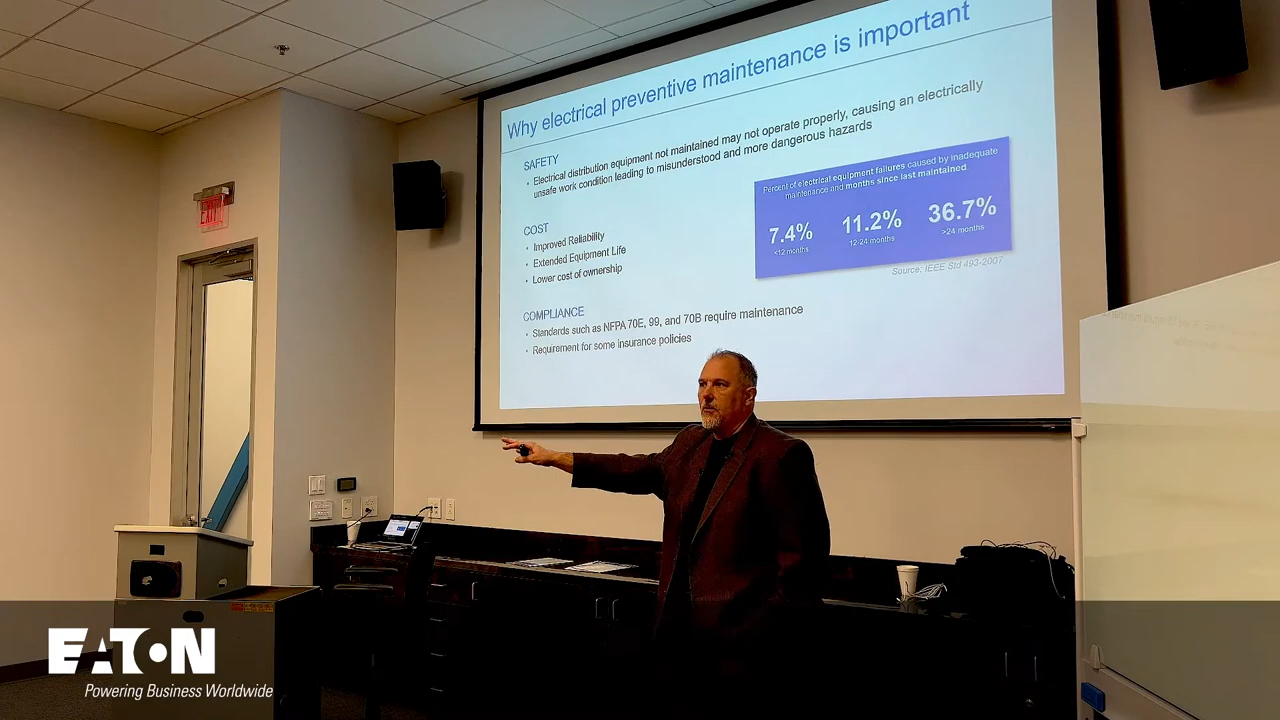 Why electrical preventive maintenance is important
SAFETY
• Electrical distribution equipment not maintained may not operate properly, causing an electrically
unsafe work condition leading to misunderstood and more dangerous hazards
Percent of electrical equipment failures caused by inadequate
maintenance and months since last maintained.
7.4% 11.2% 36.7%
<12 months 12-24 months >24 months
Source: IEEE Std 493-2007
COST
• Improved Reliability
• Extended Equipment Life
• Lower cost of ownership
COMPLIANCE
• Standards such as NFPA 70E, 99, and 70B require maintenance
• Requirement for some insurance policies
EXIT
EATON
Powering Business Worldwide